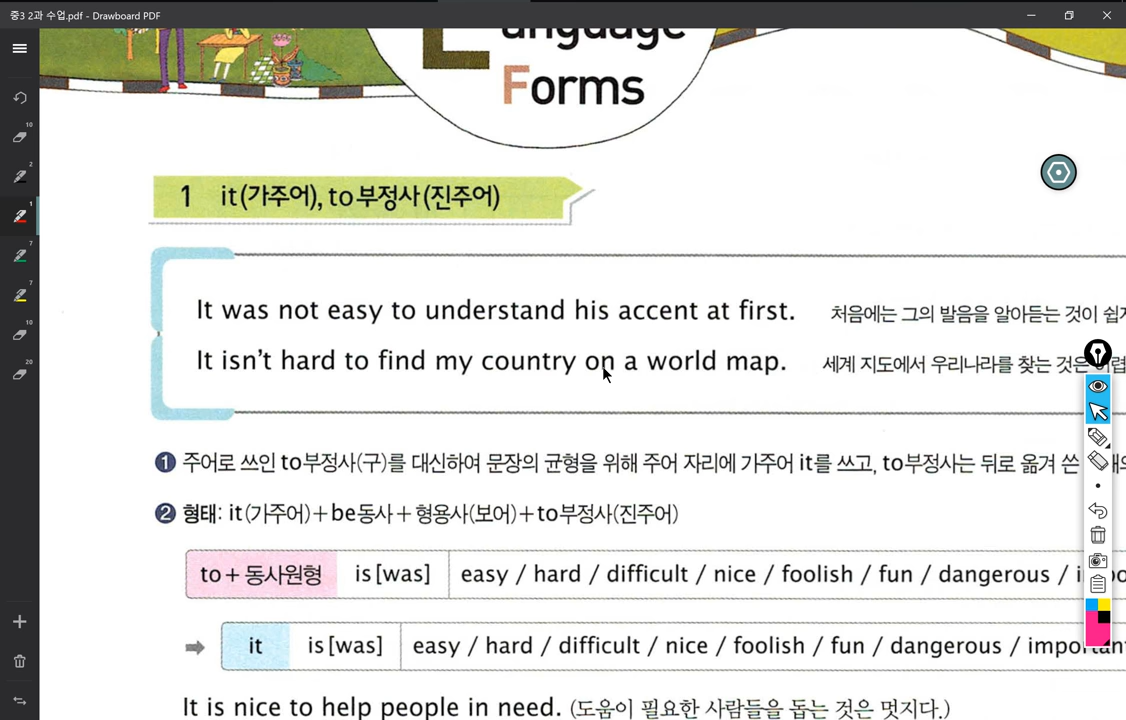 중3 2과 수업.pdf - Drawboard PDF
anguage
Forms
1 it(가주어), to부정사(진주어)
It was not easy to understand his accent at first. 처음에는 그의 발음을 알아듣는 것이 쉽지
It isn't hard to find my country on a world map. 세계 지도에서 우리나라를 찾는 것은
❶ 주어로 쓰인 to부정사(구)를 대신하여 문장의 균형을 위해 주어 자리에 가주어 it를 쓰고, to부정사는 뒤로 옮겨 쓴
❷ 형태: it(가주어)+be동사+형용사(보어)+to부정사(진주어)
to + 동사원형 is[was] easy / hard / difficult / nice / foolish / fun / dangerous /
➡ it is[was] easy / hard / difficult / nice / foolish / fun / dangerous / important
It is nice to help people in need. (도움이 필요한 사람들을 돕는 것은 멋지다.)
10
2
1
7
7
10
20